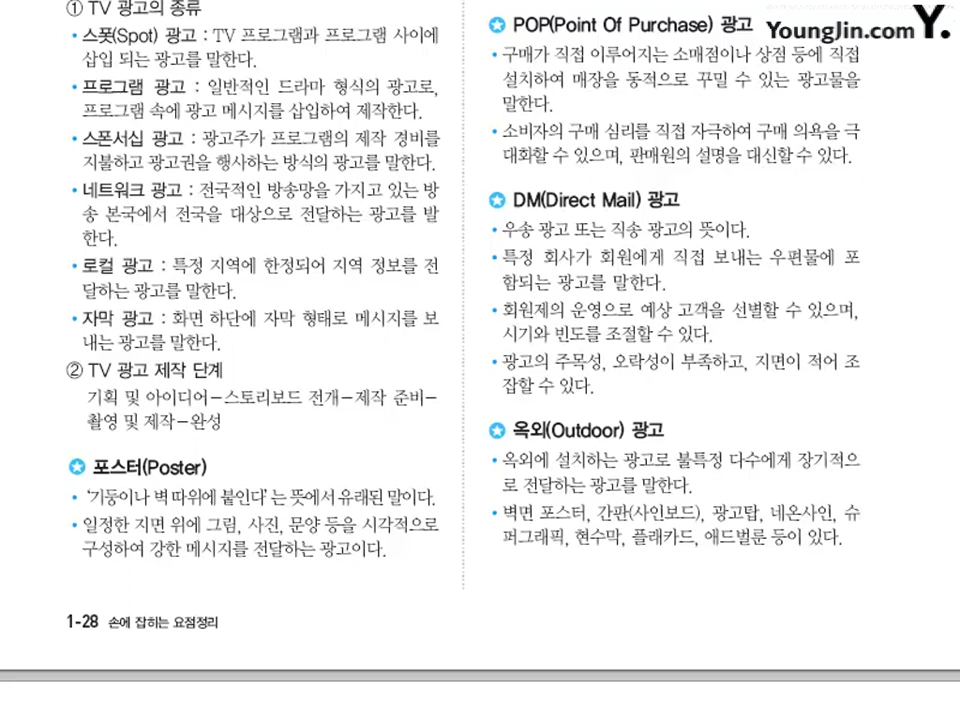 ① TV 광고의 종류
• 스폿(Spot) 광고 : TV 프로그램과 프로그램 사이에
삽입 되는 광고를 말한다.
• 프로그램 광고 : 일반적인 드라마 형식의 광고로,
프로그램 속에 광고 메시지를 삽입하여 제작한다.
• 스폰서십 광고 : 광고주가 프로그램의 제작 경비를
지불하고 광고권을 행사하는 방식의 광고를 말한다.
• 네트워크 광고 : 전국적인 방송망을 가지고 있는 방
송 본국에서 전국을 대상으로 전달하는 광고를 발
한다.
• 로컬 광고 : 특정 지역에 한정되어 지역 정보를 전
달하는 광고를 말한다.
• 자막 광고 : 화면 하단에 자막 형태로 메시지를 보
내는 광고를 말한다.
② TV 광고 제작 단계
기획 및 아이디어-스토리보드 전개-제작 준비-
촬영 및 제작-완성
포스터(Poster)
• '기둥이나 벽 따위에 붙인다'는 뜻에서 유래된 말이다.
• 일정한 지면 위에 그림, 사진, 문양 등을 시각적으로
구성하여 강한 메시지를 전달하는 광고이다.
1-28 손에 잡히는 요점정리
POP(Point Of Purchase) 광고
• 구매가 직접 이루어지는 소매점이나 상점 등에 직접
설치하여 매장을 동적으로 꾸밀 수 있는 광고물을
말한다.
• 소비자의 구매 심리를 직접 자극하여 구매 의욕을 극
대화할 수 있으며, 판매원의 설명을 대신할 수 있다.
DM(Direct Mail) 광고
• 우송 광고 또는 직송 광고의 뜻이다.
• 특정 회사가 회원에게 직접 보내는 우편물에 포
함되는 광고를 말한다.
• 회원제의 운영으로 예상 고객을 선별할 수 있으며,
시기와 빈도를 조절할 수 있다.
• 광고의 주목성, 오락성이 부족하고, 지면이 적어 조
잡할 수 있다.
옥외(Outdoor) 광고
• 옥외에 설치하는 광고로 불특정 다수에게 장기적으
로 전달하는 광고를 말한다.
• 벽면 포스터, 간판(사인보드), 광고탑, 네온사인, 슈
퍼그래픽, 현수막, 플래카드, 애드벌룬 등이 있다.
YoungJin.com Y.